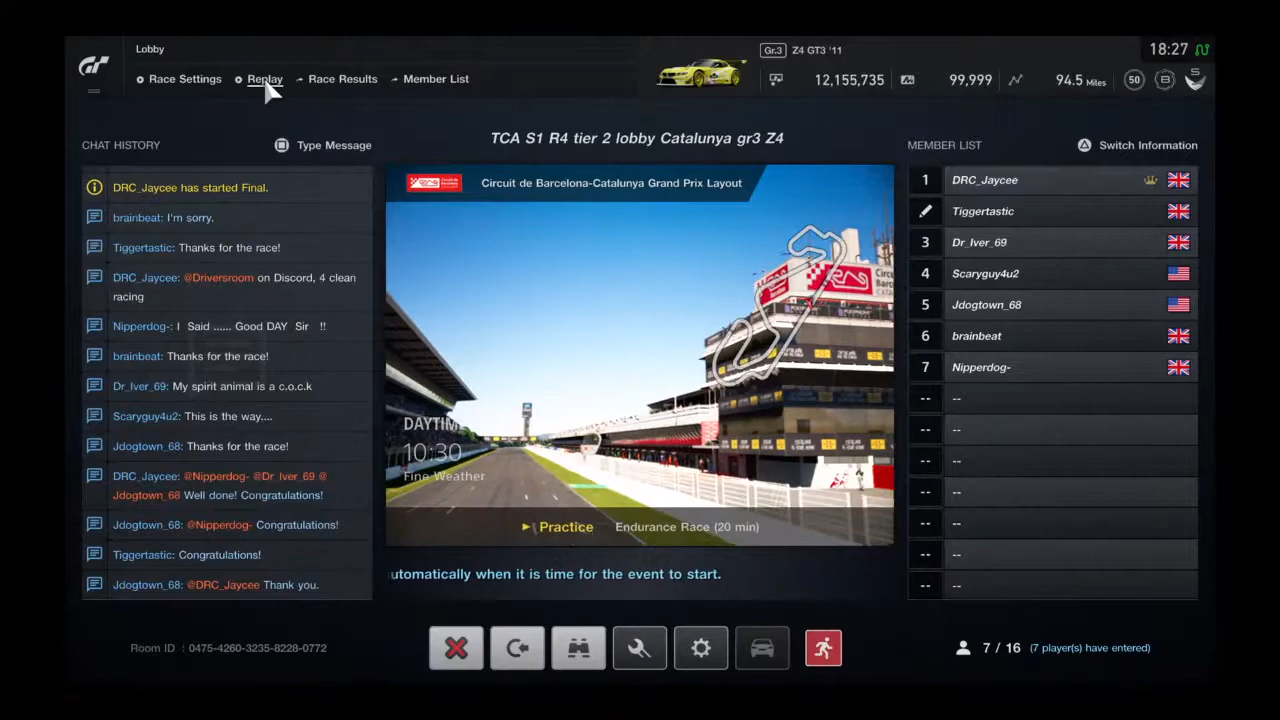 Lobby
Race Settings
Replay
Race Results
Member List
Gr.3 Z4 GT3 '11
18:27
12,155,735
99,999
94.5 Miles
50
B
S
TCA S1 R4 tier 2 lobby Catalunya gr3 Z4
CHAT HISTORY
Type Message
DRC_Jaycee has started Final.
brainbeat: I'm sorry.
Tiggertastic: Thanks for the race!
DRC_Jaycee: @Driversroom on Discord, 4 clean
racing
Nipperdog-: I Said ...... Good DAY Sir !!
brainbeat: Thanks for the race!
Dr_Iver_69: My spirit animal is a c.o.c.k
Scaryguy4u2: This is the way....
Jdogtown_68: Thanks for the race!
DRC_Jaycee: @Nipperdog- @Dr_Iver_69 @
Jdogtown_68 Well done! Congratulations!
Jdogtown_68: @Nipperdog- Congratulations!
Tiggertastic: Congratulations!
Jdogtown_68: @DRC_Jaycee Thank you.
Circuit de Barcelona-Catalunya Grand Prix Layout
DAYTIME
10:30
Fine Weather
Practice
Endurance Race (20 min)
utomatically when it is time for the event to start.
MEMBER LIST
Switch Information
1 DRC_Jaycee
Tiggertastic
3 Dr_Iver_69
4 Scaryguy4u2
5 Jdogtown_68
6 brainbeat
7 Nipperdog-
-- --
-- --
-- --
-- --
-- --
-- --
-- --
Room ID : 0475-4260-3235-8228-0772
7 / 16 (7 player(s) have entered)